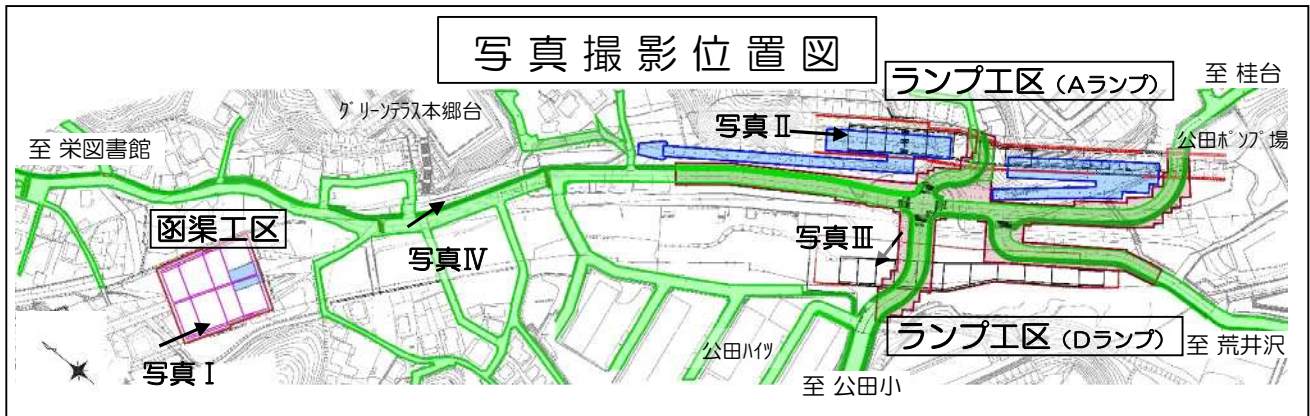 写真撮影位置図
ランプ工区(Aランプ)
至 桂台
グリーンテラス本郷台
写真Ⅱ
公田ポンプ場
至 栄図書館
函渠工区
写真Ⅳ
写真Ⅲ
写真Ⅰ
公田ハイツ
ランプ工区(Dランプ)
至 荒井沢
至 公田小